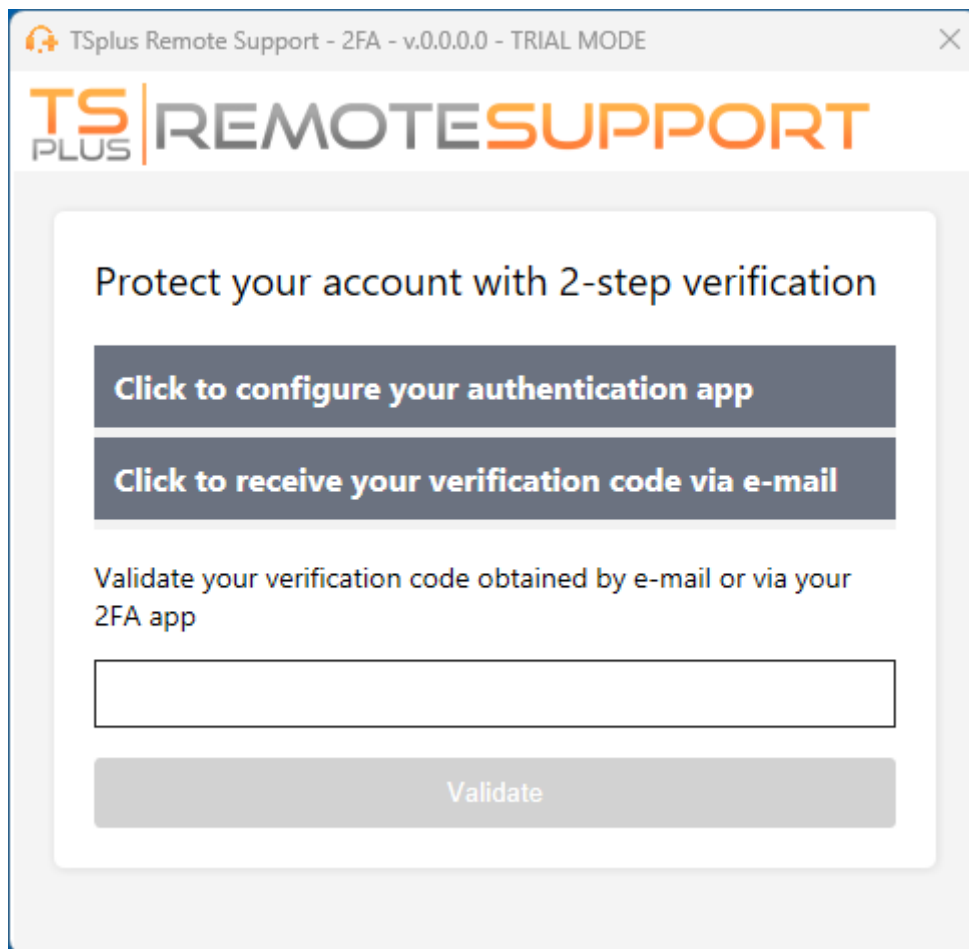 TSplus Remote Support - 2FA - v.0.0.0.0 - TRIAL MODE
TS PLUS REMOTESUPPORT
Protect your account with 2-step verification
Click to configure your authentication app
Click to receive your verification code via e-mail
Validate your verification code obtained by e-mail or via your
2FA app
Validate